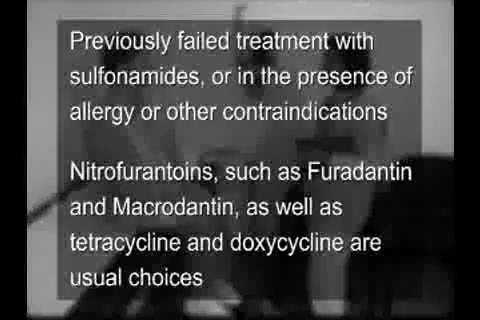 Previously failed treatment with
sulfonamides, or in the presence of
allergy or other contraindications
Nitrofurantoins, such as Furadantin
and Macrodantin, as well as
tetracycline and doxycycline are
usual choices